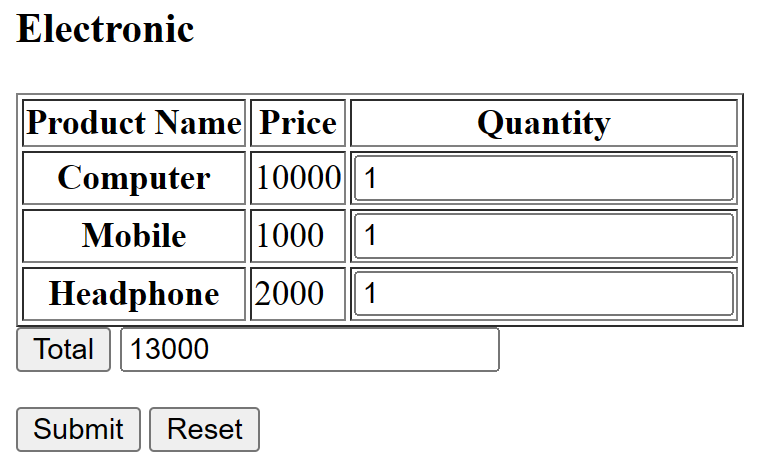 Electronic
Product Name Price Quantity
Computer 10000 1
Mobile 1000 1
Headphone 2000 1
Total 13000
Submit Reset